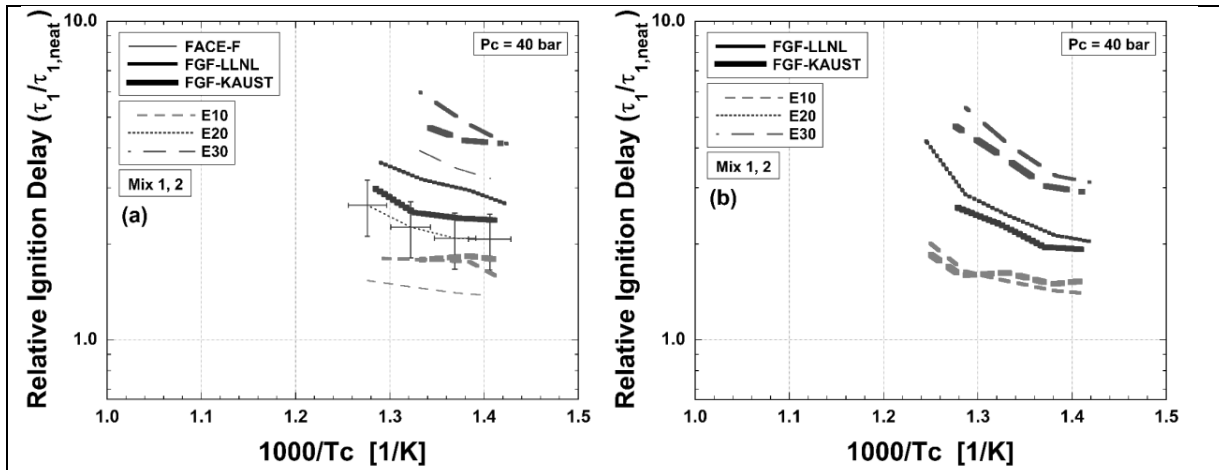 Relative Ignition Delay (τ1/τ1,neat)
10.0
1.0
FACE-F
FGF-LLNL
FGF-KAUST
E10
E20
E30
Mix 1, 2
(a)
Pc = 40 bar
1.0 1.1 1.2 1.3 1.4 1.5
1000/Tc [1/K]
Relative Ignition Delay (τ1/τ1,neat)
10.0
1.0
FGF-LLNL
FGF-KAUST
E10
E20
E30
Mix 1, 2
(b)
Pc = 40 bar
1.0 1.1 1.2 1.3 1.4 1.5
1000/Tc [1/K]